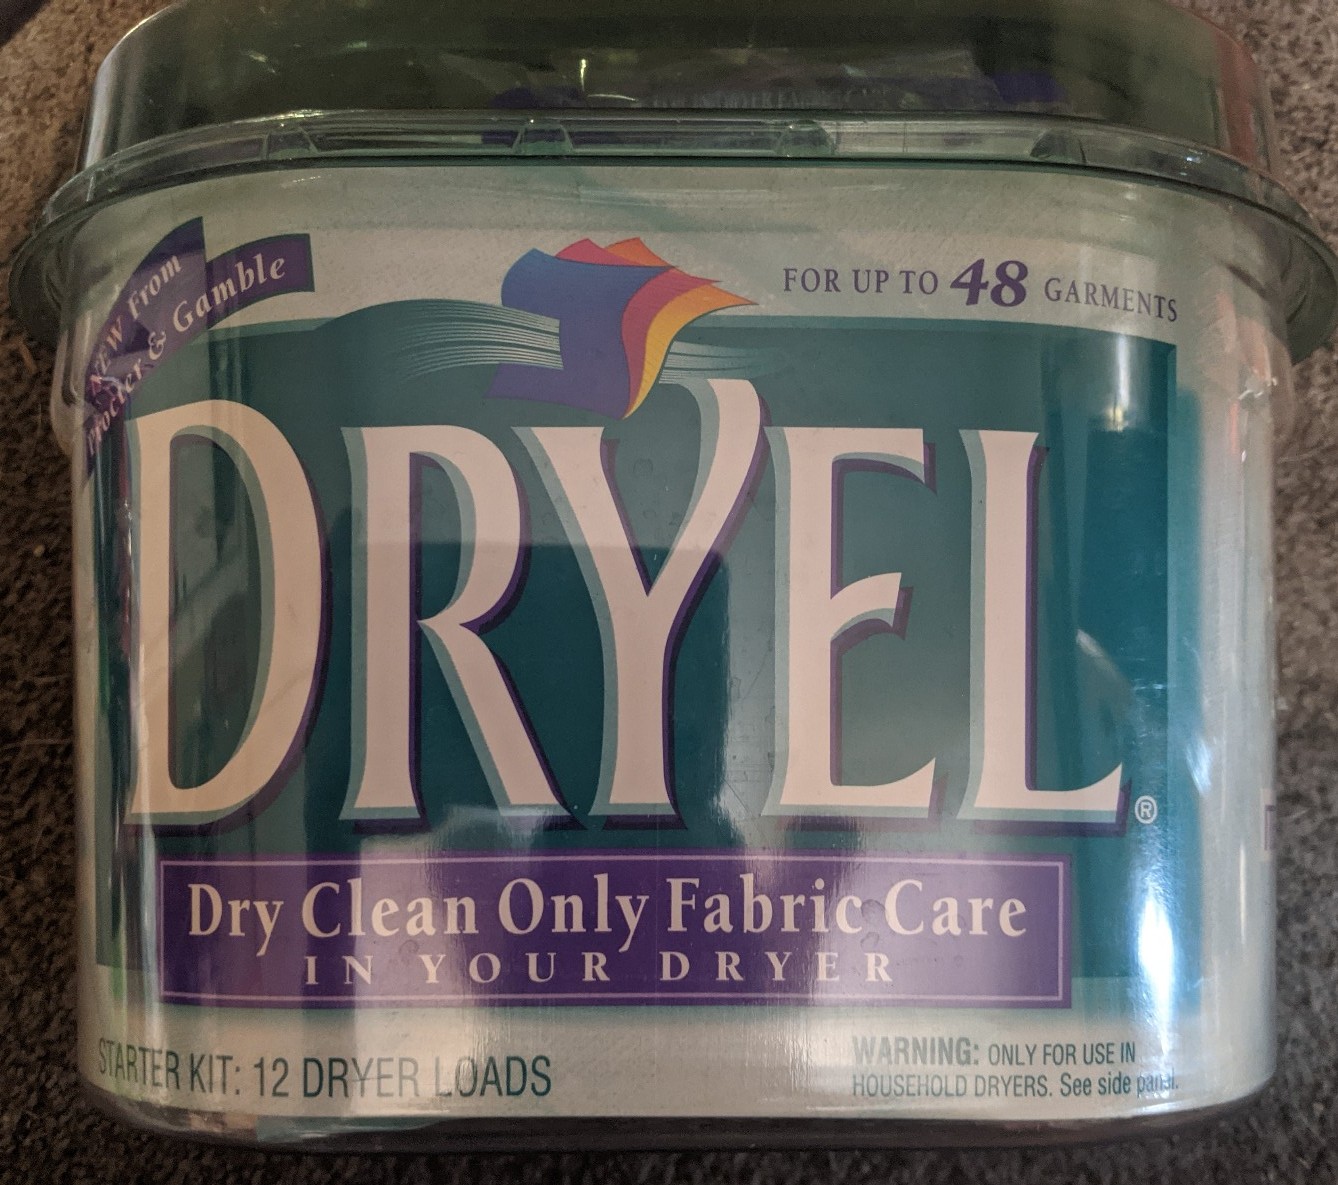 NEW From
Procter & Gamble
FOR UP TO 48 GARMENTS
DRYEL®
Dry Clean Only Fabric Care
IN YOUR DRYER
STARTER KIT: 12 DRYER LOADS
WARNING: ONLY FOR USE IN
HOUSEHOLD DRYERS. See side panel.